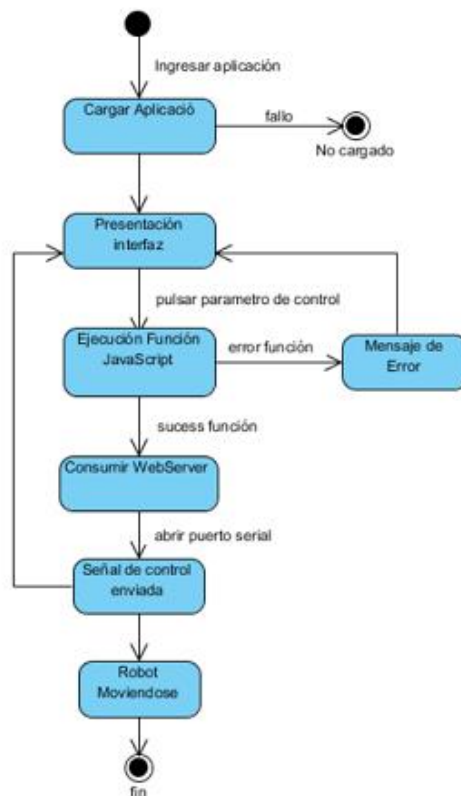 Ingresar aplicación
Cargar Aplicació
fallo
No cargado
Presentación
interfaz
pulsar parametro de control
Ejecución Función
JavaScript
error función
Mensaje de
Error
sucess función
Consumir WebServer
abrir puerto serial
Señal de control
enviada
Robot
Moviendose
fin